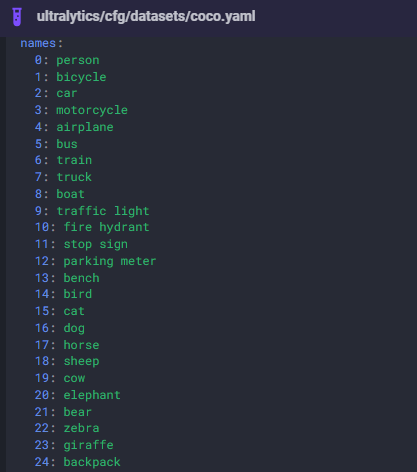 ultralytics/cfg/datasets/coco.yaml
names:
0: person
1: bicycle
2: car
3: motorcycle
4: airplane
5: bus
6: train
7: truck
8: boat
9: traffic light
10: fire hydrant
11: stop sign
12: parking meter
13: bench
14: bird
15: cat
16: dog
17: horse
18: sheep
19: cow
20: elephant
21: bear
22: zebra
23: giraffe
24: backpack